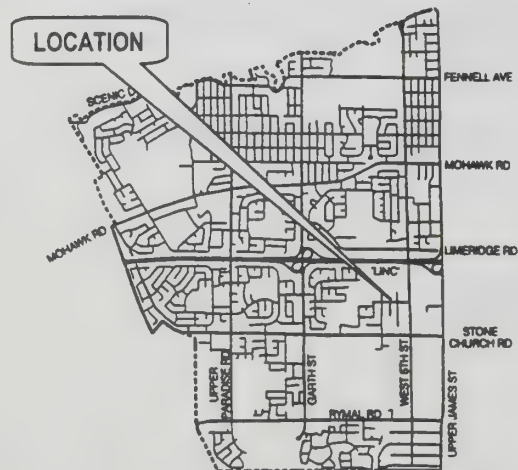 LOCATION
SCENIC D
FENNELL AVE
MOHAWK RD
MOHAWK RD
LIMERIDGE RD
'LINC'
STONE
CHURCH RD
UPPER
PARADISE RD
GARTH ST
WEST 5TH ST
UPPER JAMES ST
RYMAL RD